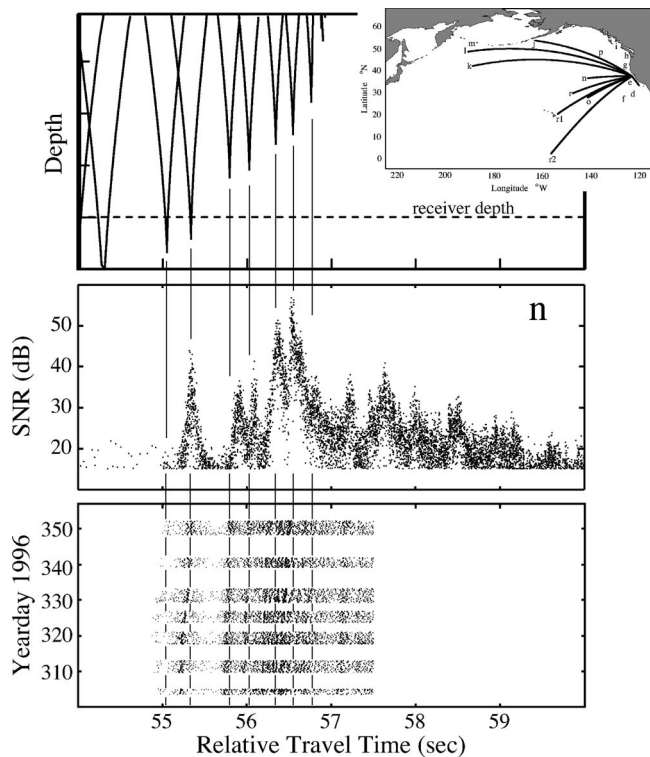 Depth
receiver depth
Latitude °N
60
50
40
30
20
10
0
220 200 180 160 140 120
Longitude °W
m
l
k
j
p
i
h
g
n
e
r
o
f
d
r1
r2
SNR (dB)
50
40
30
20
n
Yearday 1996
350
340
330
320
310
55 56 57 58 59
Relative Travel Time (sec)